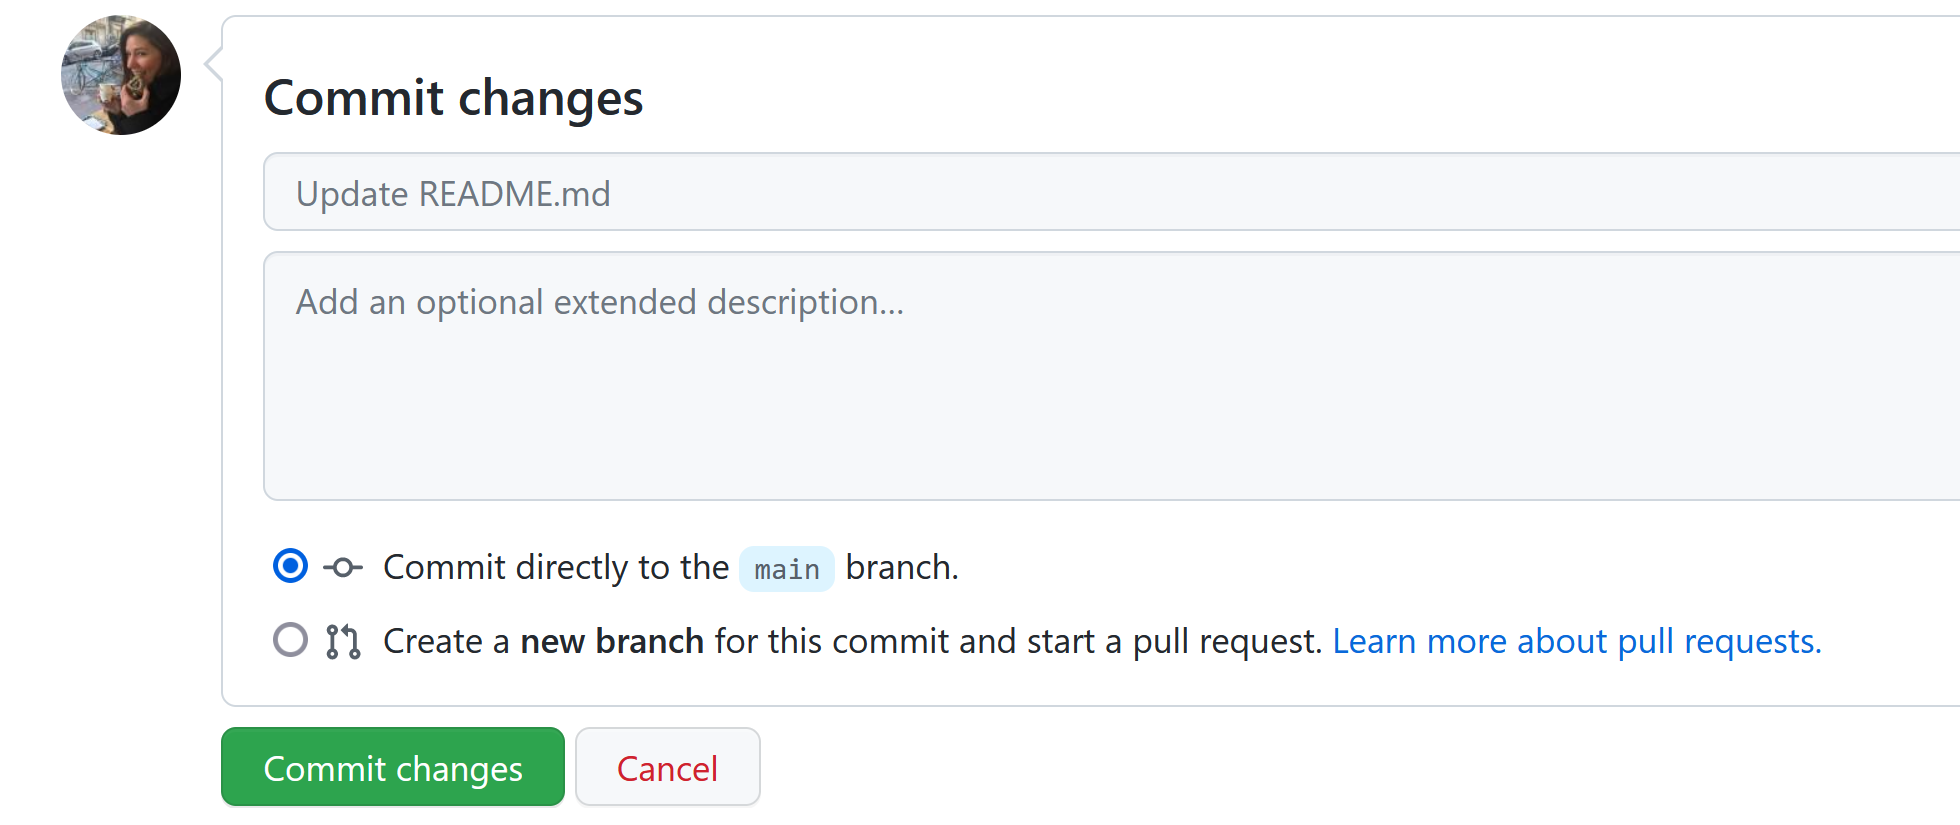 Commit changes
Update README.md
Add an optional extended description...
Commit directly to the main branch.
Create a new branch for this commit and start a pull request. Learn more about pull requests.
Commit changes
Cancel